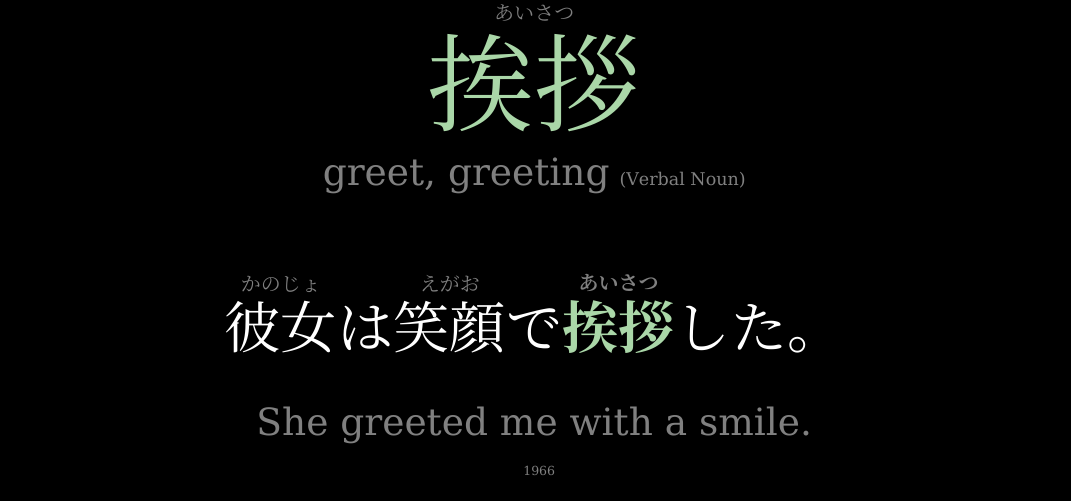 あいさつ
挨拶
greet, greeting (Verbal Noun)
かのじょ えがお あいさつ
彼女は笑顔で挨拶した。
She greeted me with a smile.
1966